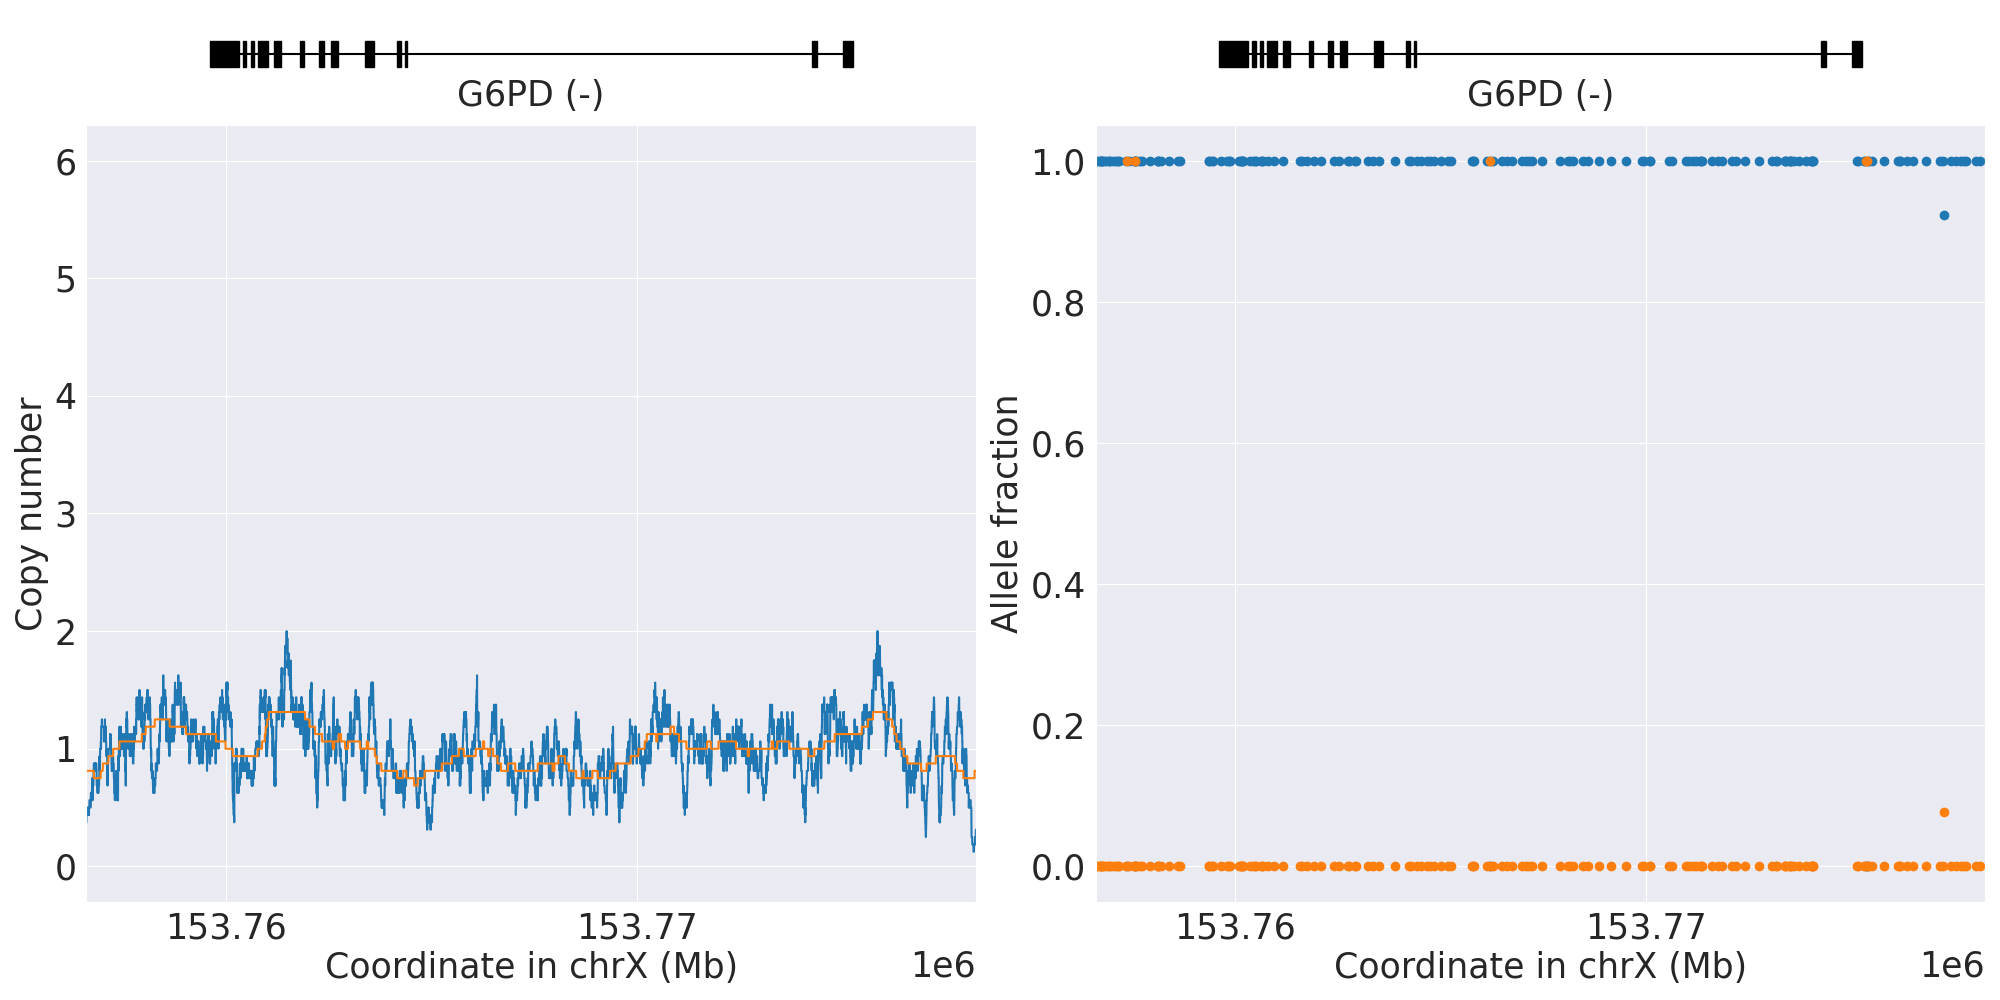 G6PD (-)
6
5
4
3
2
1
0
Copy number
153.76
153.77
Coordinate in chrX (Mb)
1e6
G6PD (-)
1.0
0.8
0.6
0.4
0.2
0.0
Allele fraction
153.76
153.77
Coordinate in chrX (Mb)
1e6